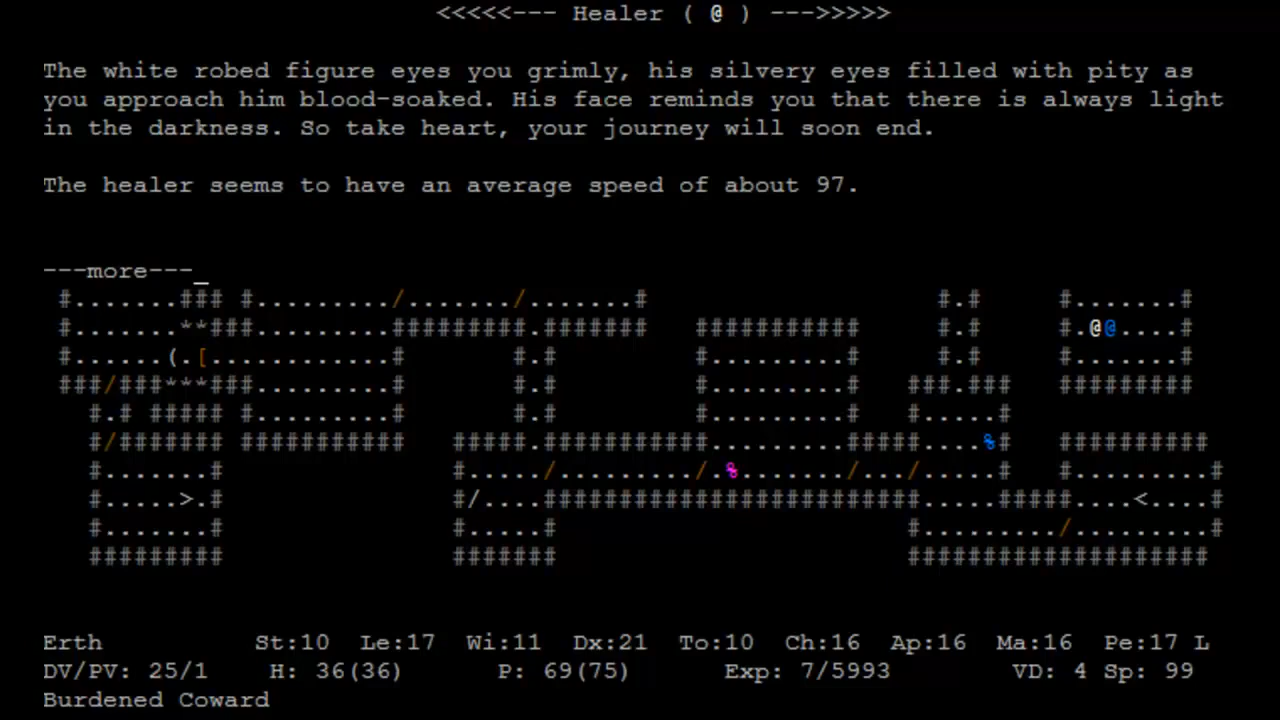 <<<<<--- Healer ( @ ) --->>>>>
The white robed figure eyes you grimly, his silvery eyes filled with pity as
you approach him blood-soaked. His face reminds you that there is always light
in the darkness. So take heart, your journey will soon end.
The healer seems to have an average speed of about 97.
---more---_
#.......### #........./......./.......#                    #.#     #.......#
#.......**###.........#########.#######   ###########     #.#     #.@@....#
#......(.[............#       #.#          #.........#     #.#     #.......#
###/###***###.........#       #.#          #.........#   ###.###   #########
  #.# ##### #.........#       #.#          #.........#   #.....#
  #/####### ###########   #####.###########.........#####....%#   ##########
  #.......#               #...../........./.%......./.../.....#   #.........#
  #.....>.#               #/....#########################.....#####....<....#
  #.......#               #.....#                        #........./.........#
  #########               #######                        ####################
Erth St:10 Le:17 Wi:11 Dx:21 To:10 Ch:16 Ap:16 Ma:16 Pe:17 L
DV/PV: 25/1 H: 36(36) P: 69(75) Exp: 7/5993 VD: 4 Sp: 99
Burdened Coward